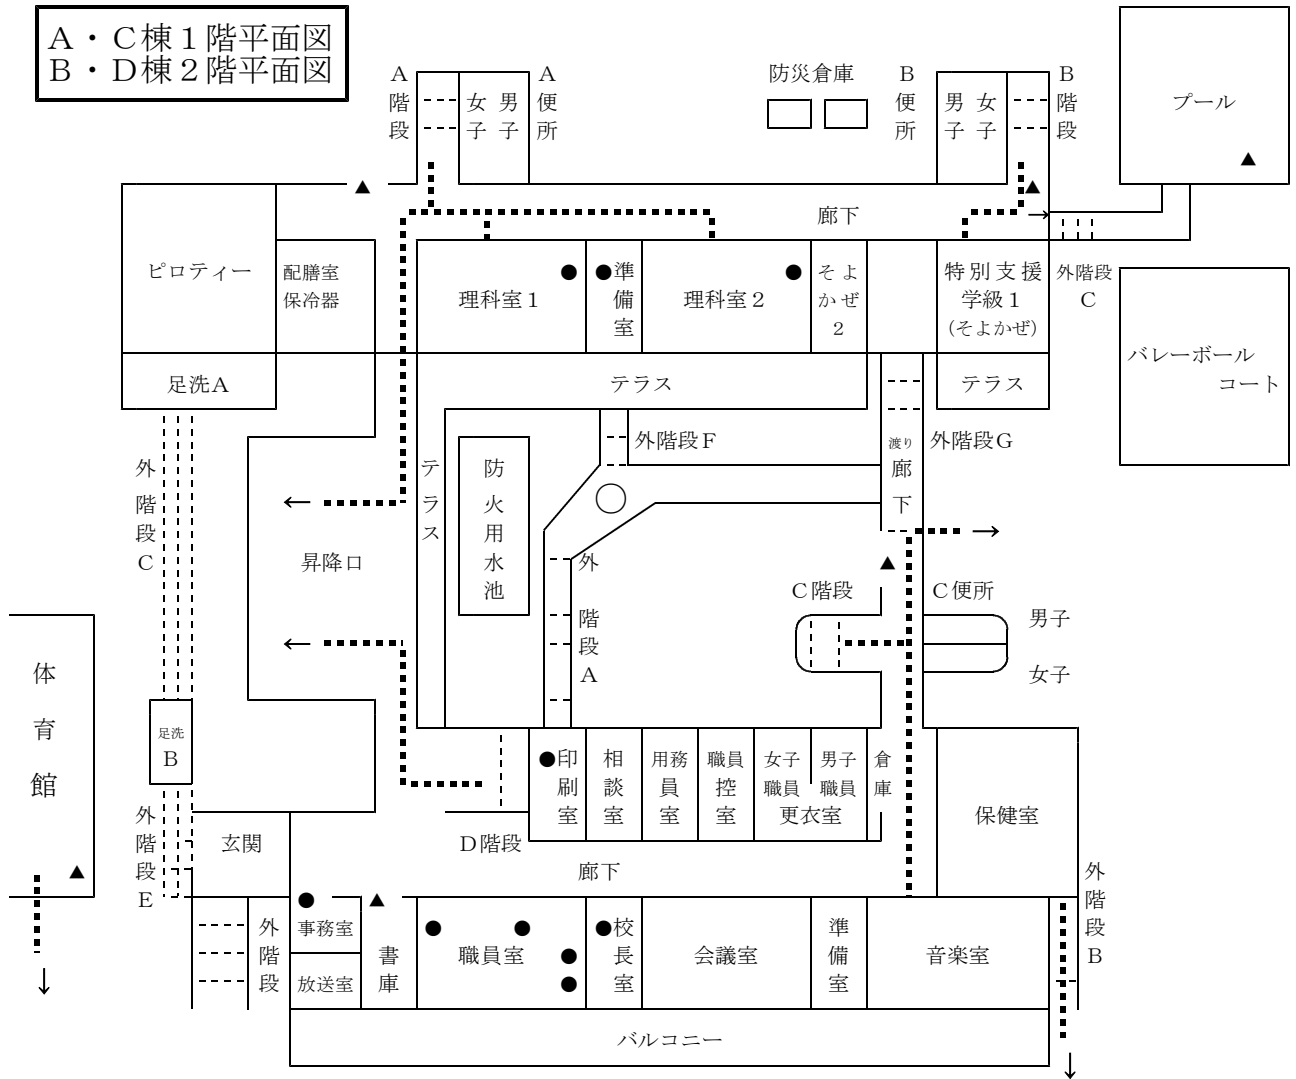 A・C棟1階平面図
B・D棟2階平面図
A階段
女子
男子
A便所
防災倉庫
B便所
男子
女子
B階段
プール
廊下
ピロティー
配膳室
保冷器
理科室1
準備室
理科室2
そよかぜ2
特別支援
学級1
(そよかぜ)
外階段
C
バレーボール
コート
足洗A
テラス
テラス
外階段C
テラス
防火用水池
外階段F
渡り
廊下
外階段G
昇降口
外階段A
C階段
C便所
男子
女子
体育館
足洗
B
印刷室
相談室
用務員室
職員控室
女子職員
男子職員
更衣室
倉庫
保健室
外階段E
玄関
D階段
廊下
外階段B
外階段
事務室
放送室
書庫
職員室
校長室
会議室
準備室
音楽室
バルコニー